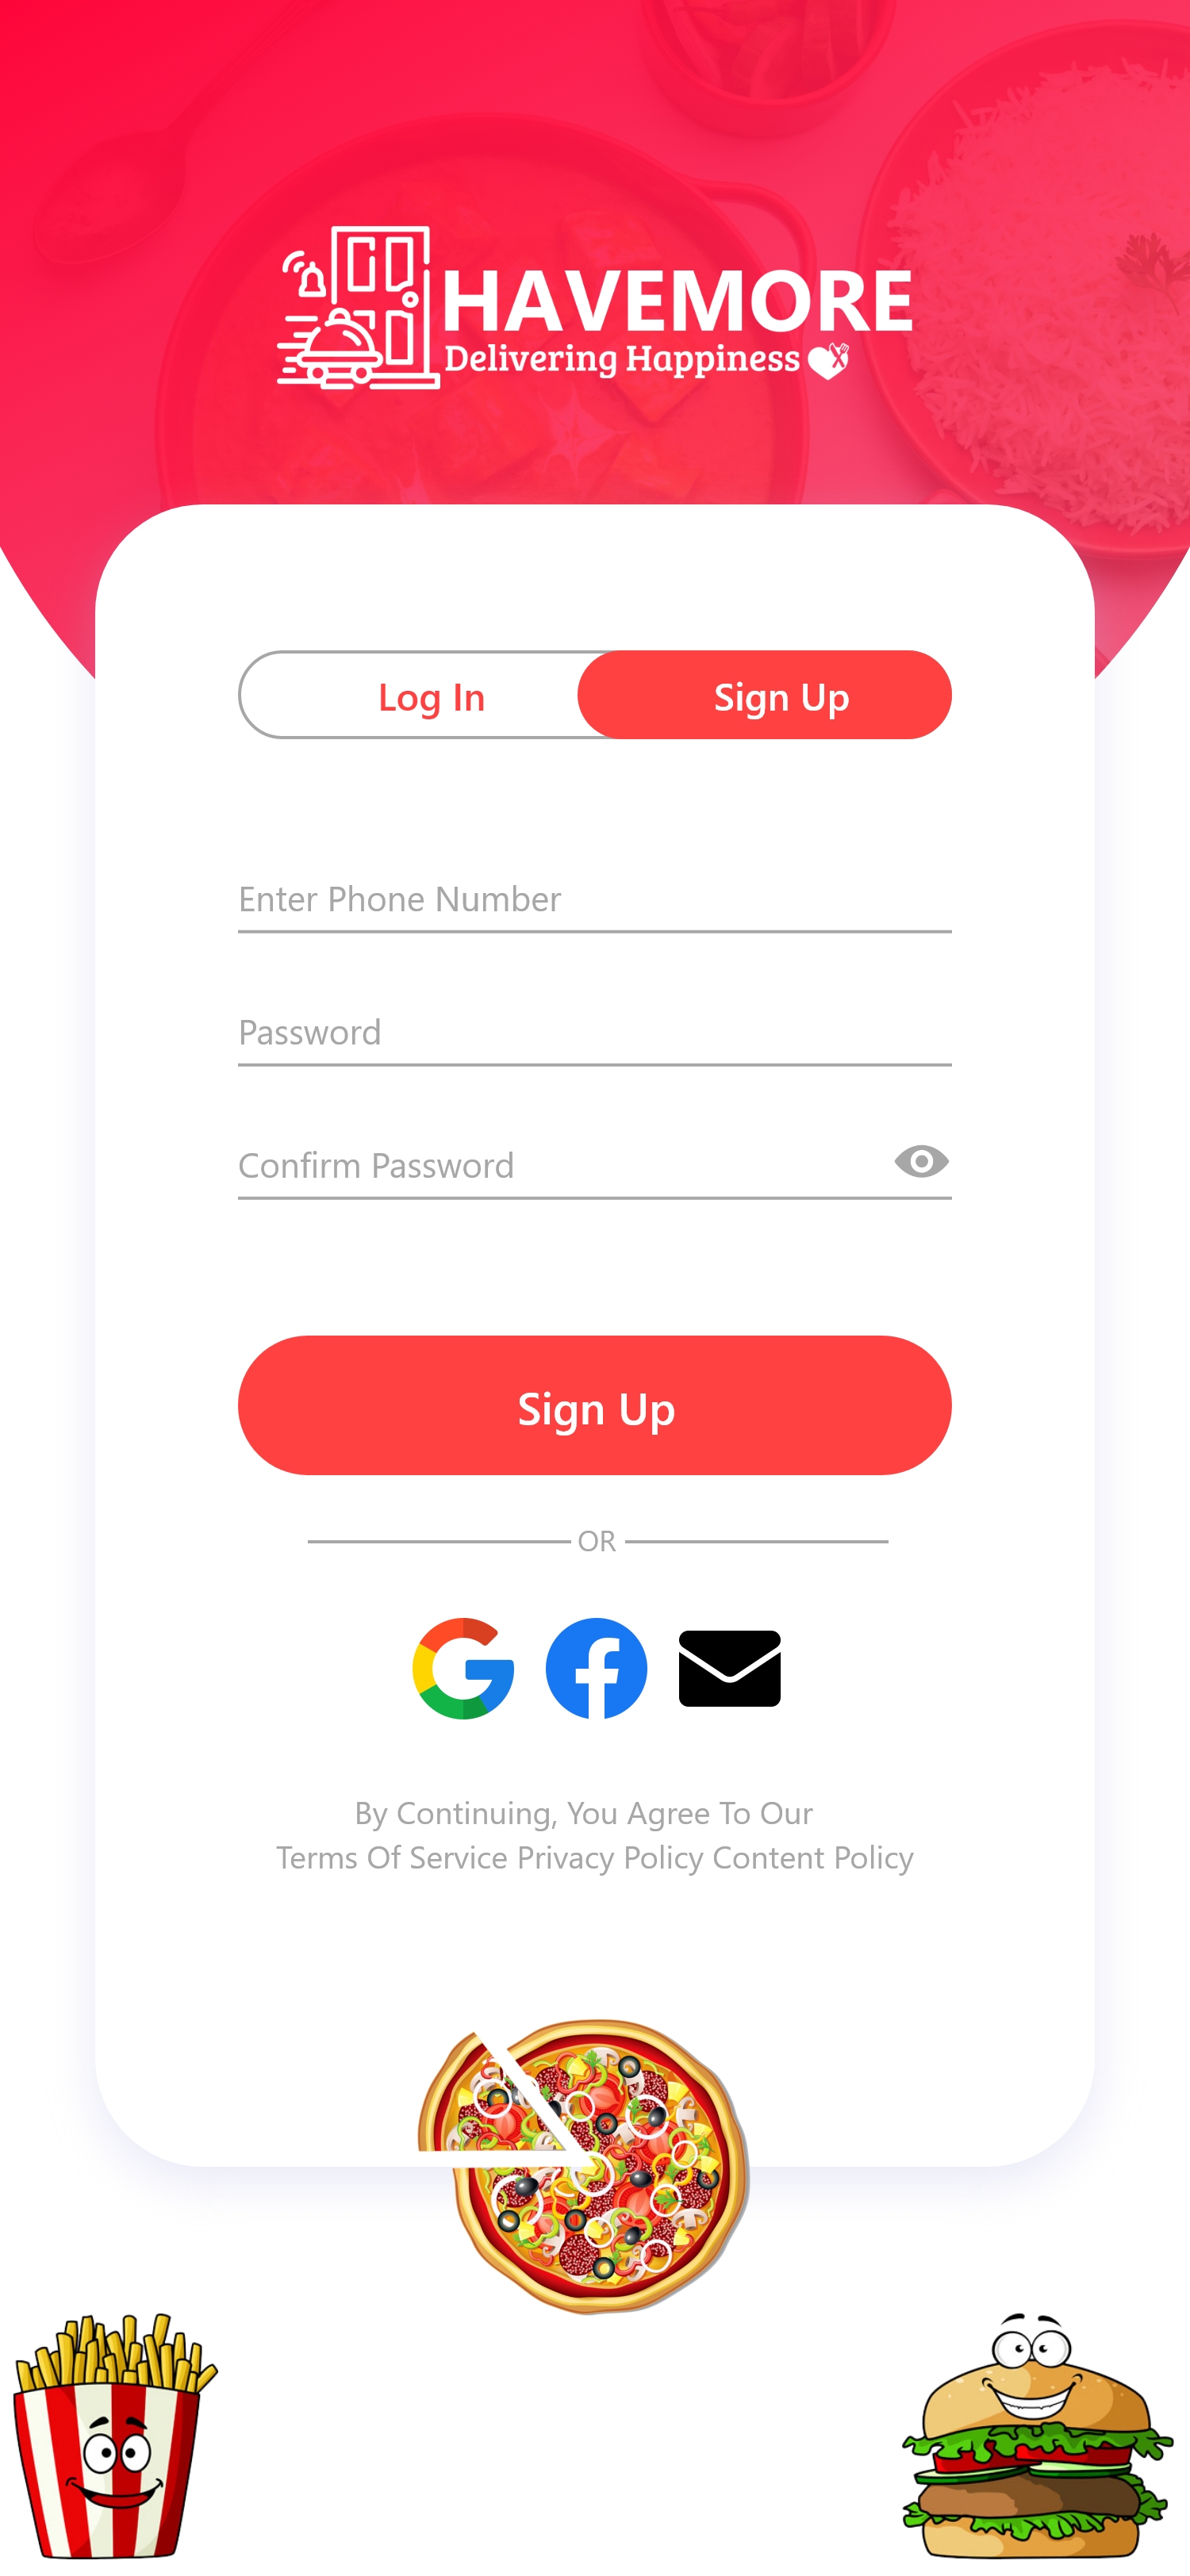 HAVEMORE
Delivering Happiness
Log In
Sign Up
Enter Phone Number
Password
Confirm Password
Sign Up
OR
By Continuing, You Agree To Our
Terms Of Service Privacy Policy Content Policy